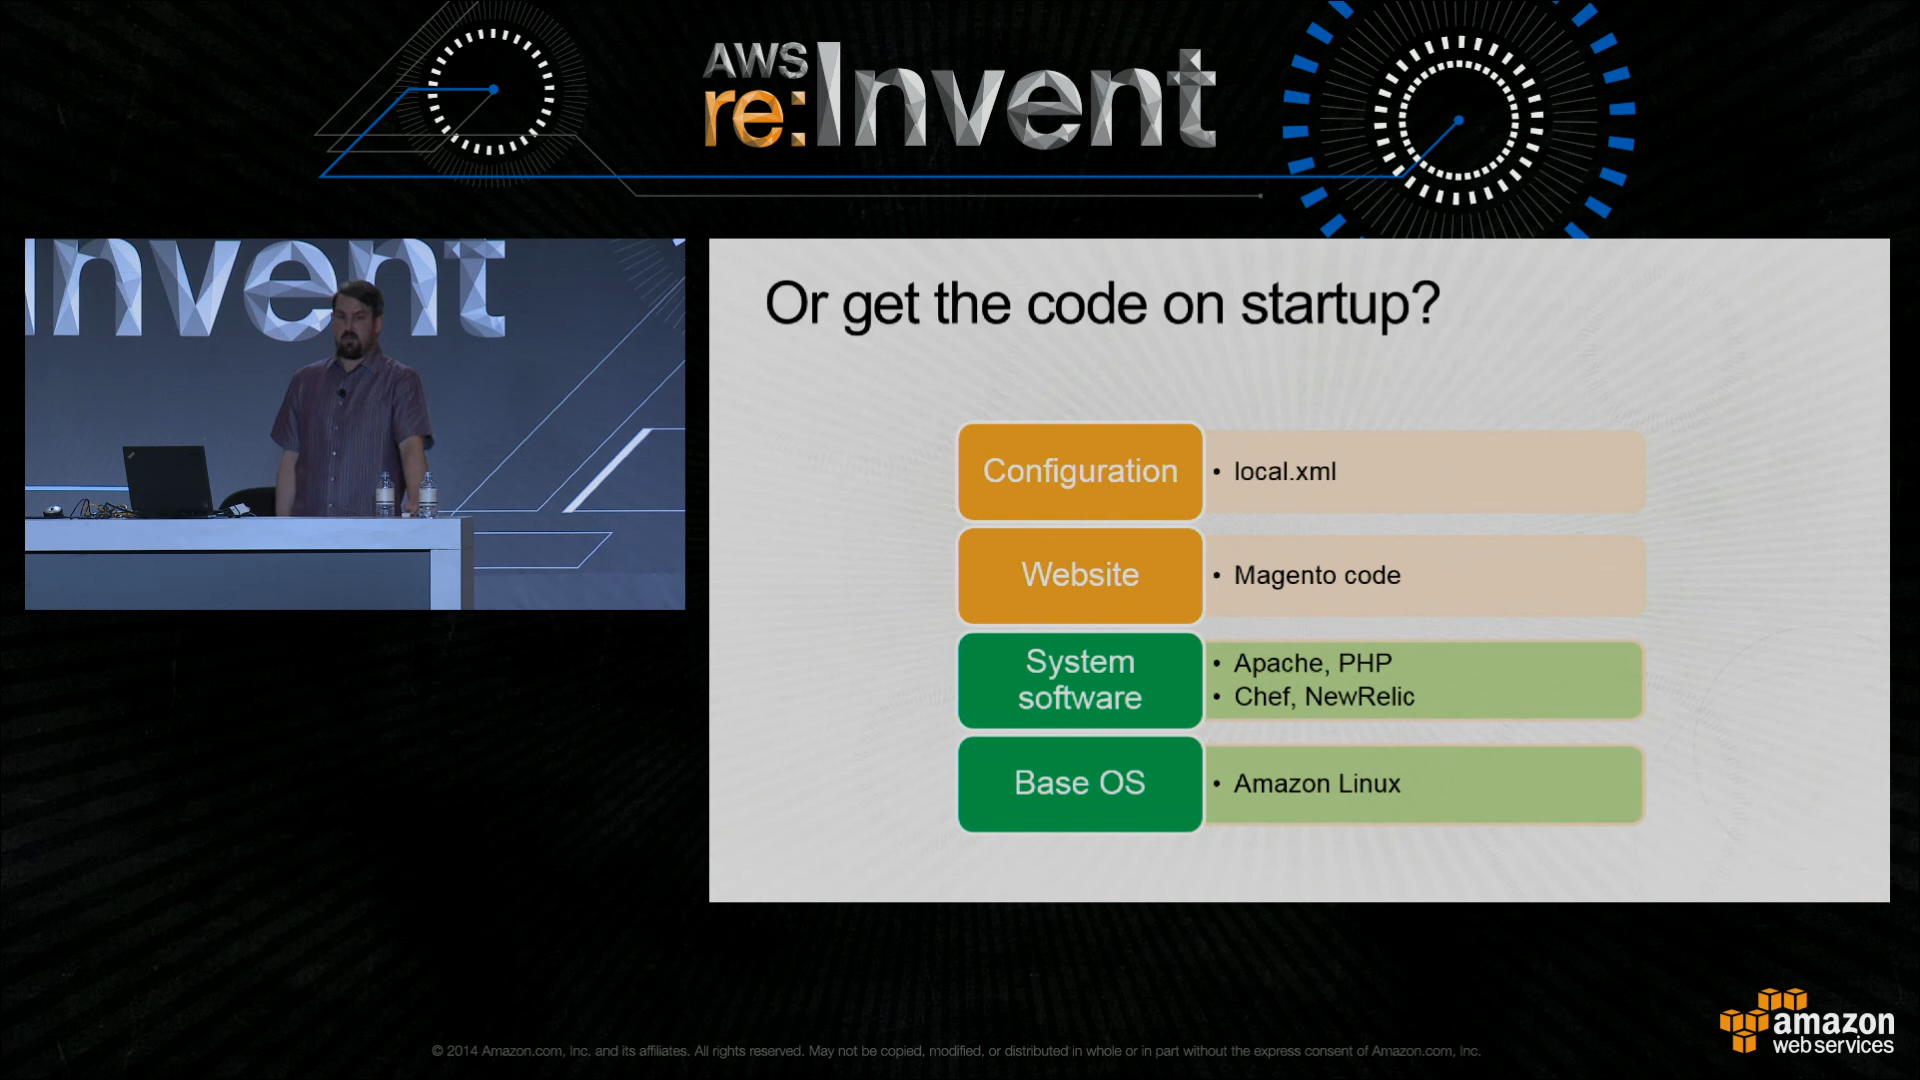 AWS
re:Invent
Invent
Or get the code on startup?
Configuration
• local.xml
Website
• Magento code
System
software
• Apache, PHP
• Chef, NewRelic
Base OS
• Amazon Linux
amazon
web services
© 2014 Amazon.com, Inc. and its affiliates. All rights reserved. May not be copied, modified, or distributed in whole or in part without the express consent of Amazon.com, Inc.